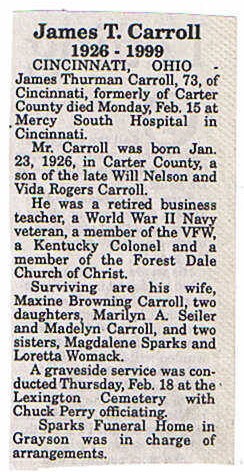 James T. Carroll
1926 - 1999
CINCINNATI, OHIO -
James Thurman Carroll, 73, of
Cincinnati, formerly of Carter
County died Monday, Feb. 15 at
Mercy South Hospital in
Cincinnati.
Mr. Carroll was born Jan.
23, 1926, in Carter County, a
son of the late Will Nelson and
Vida Rogers Carroll.
He was a retired business
teacher, a World War II Navy
veteran, a member of the VFW,
a Kentucky Colonel and a
member of the Forest Dale
Church of Christ.
Surviving are his wife,
Maxine Browning Carroll, two
daughters, Marilyn A. Seiler
and Madelyn Carroll, and two
sisters, Magdalene Sparks and
Loretta Womack.
A graveside service was con-
ducted Thursday, Feb. 18 at the
Lexington Cemetery with
Chuck Perry officiating.
Sparks Funeral Home in
Grayson was in charge of
arrangements.